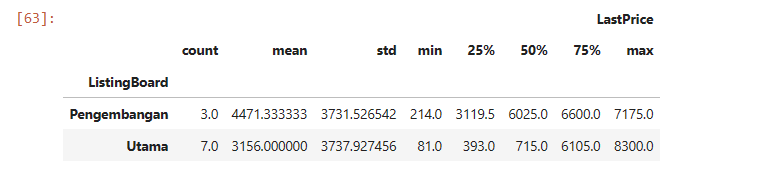 [63]:
LastPrice
count mean std min 25% 50% 75% max
ListingBoard
Pengembangan 3.0 4471.333333 3731.526542 214.0 3119.5 6025.0 6600.0 7175.0
Utama 7.0 3156.000000 3737.927456 81.0 393.0 715.0 6105.0 8300.0